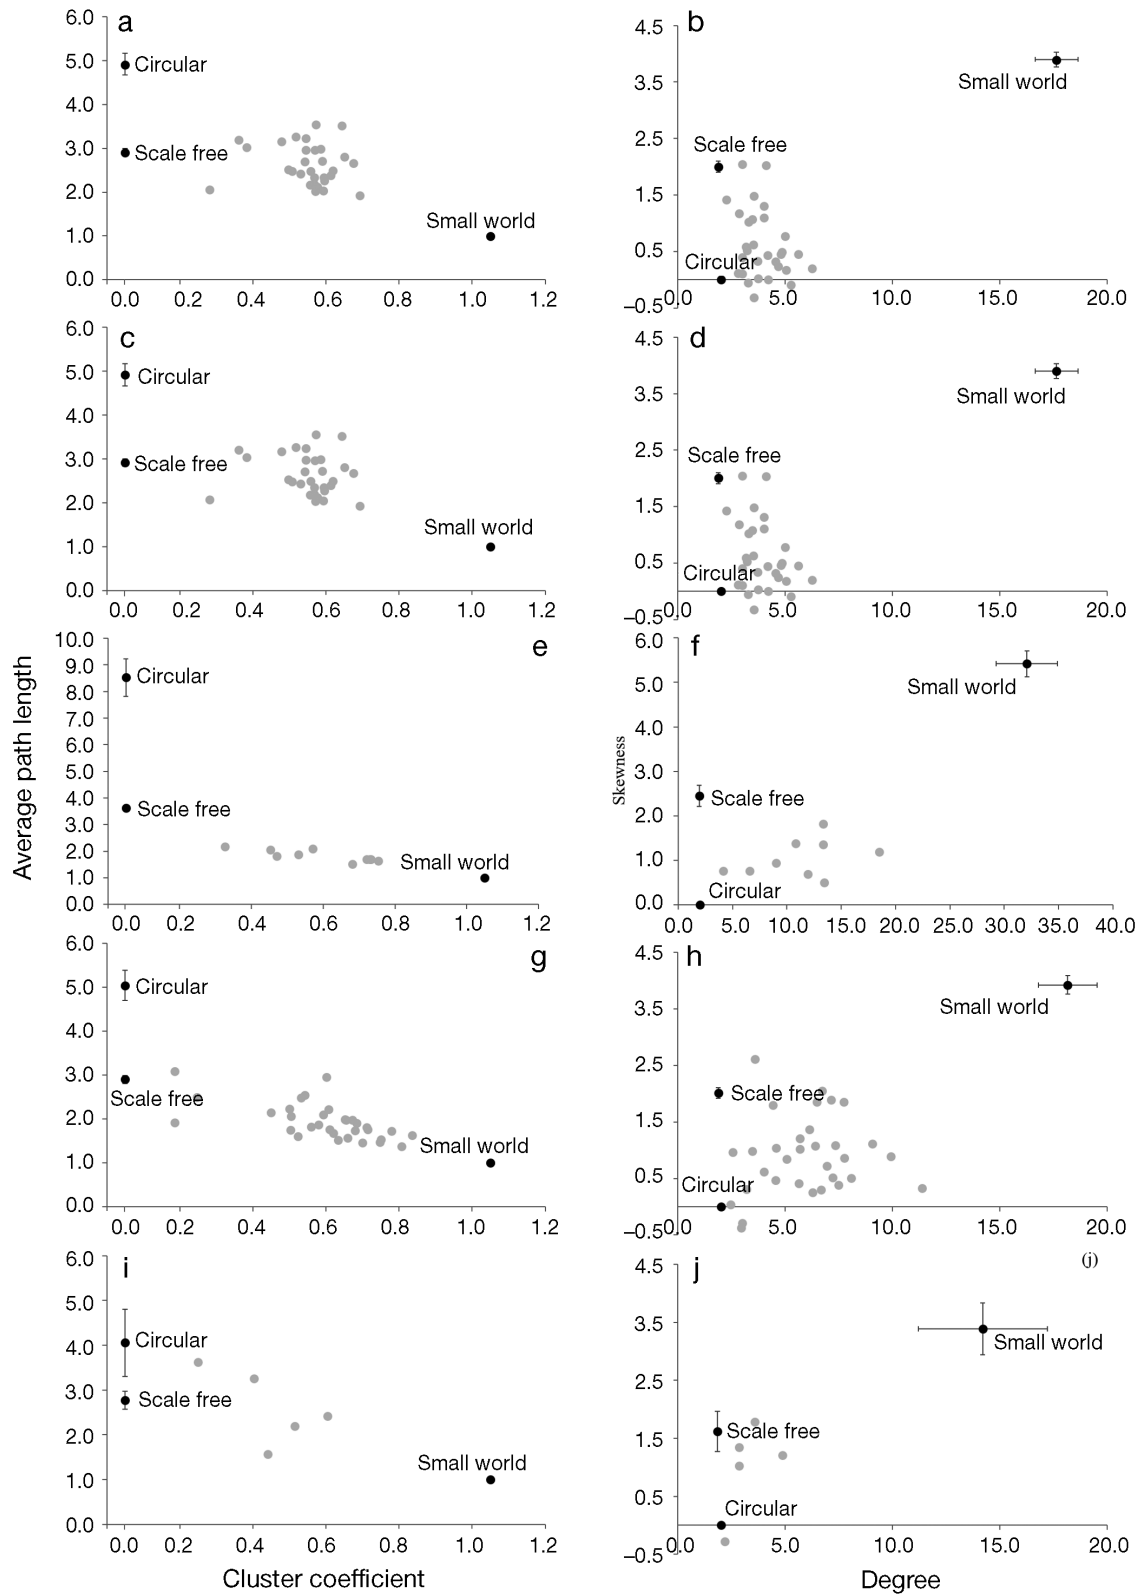 a
6.0
5.0
4.0
3.0
2.0
1.0
0.0
Circular
Scale free
Small world
0.0 0.2 0.4 0.6 0.8 1.0 1.2
b
4.5
3.5
2.5
1.5
0.5
–0.5
Small world
Scale free
Circular
0.0 5.0 10.0 15.0 20.0
c
6.0
5.0
4.0
3.0
2.0
1.0
0.0
Circular
Scale free
Small world
0.0 0.2 0.4 0.6 0.8 1.0 1.2
d
4.5
3.5
2.5
1.5
0.5
–0.5
Small world
Scale free
Circular
0.0 5.0 10.0 15.0 20.0
Average path length
e
10.0
9.0
8.0
7.0
6.0
5.0
4.0
3.0
2.0
1.0
0.0
Circular
Scale free
Small world
0.0 0.2 0.4 0.6 0.8 1.0 1.2
Skewness
f
6.0
5.0
4.0
3.0
2.0
1.0
0.0
Small world
Scale free
Circular
0.0 5.0 10.0 15.0 20.0 25.0 30.0 35.0 40.0
g
6.0
5.0
4.0
3.0
2.0
1.0
0.0
Circular
Scale free
Small world
0.0 0.2 0.4 0.6 0.8 1.0 1.2
h
4.5
3.5
2.5
1.5
0.5
–0.5
Small world
Scale free
Circular
0.0 5.0 10.0 15.0 20.0
i
6.0
5.0
4.0
3.0
2.0
1.0
0.0
Circular
Scale free
Small world
0.0 0.2 0.4 0.6 0.8 1.0 1.2
Cluster coefficient
j
(j)
4.5
3.5
2.5
1.5
0.5
–0.5
Small world
Scale free
Circular
0.0 5.0 10.0 15.0 20.0
Degree